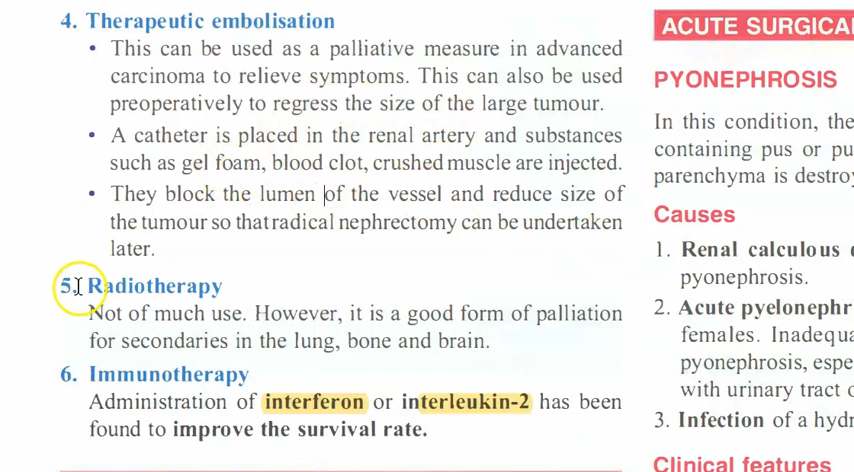 4. Therapeutic embolisation
• This can be used as a palliative measure in advanced
carcinoma to relieve symptoms. This can also be used
preoperatively to regress the size of the large tumour.
• A catheter is placed in the renal artery and substances
such as gel foam, blood clot, crushed muscle are injected.
• They block the lumen of the vessel and reduce size of
the tumour so that radical nephrectomy can be undertaken
later.
5. Radiotherapy
Not of much use. However, it is a good form of palliation
for secondaries in the lung, bone and brain.
6. Immunotherapy
Administration of interferon or interleukin-2 has been
found to improve the survival rate.
ACUTE SURGICAL
PYONEPHROSIS
In this condition, the
containing pus or pu
parenchyma is destroy
Causes
1. Renal calculous
pyonephrosis.
2. Acute pyelonephr
females. Inadequa
pyonephrosis, espe
with urinary tract
3. Infection of a hydr
Clinical features